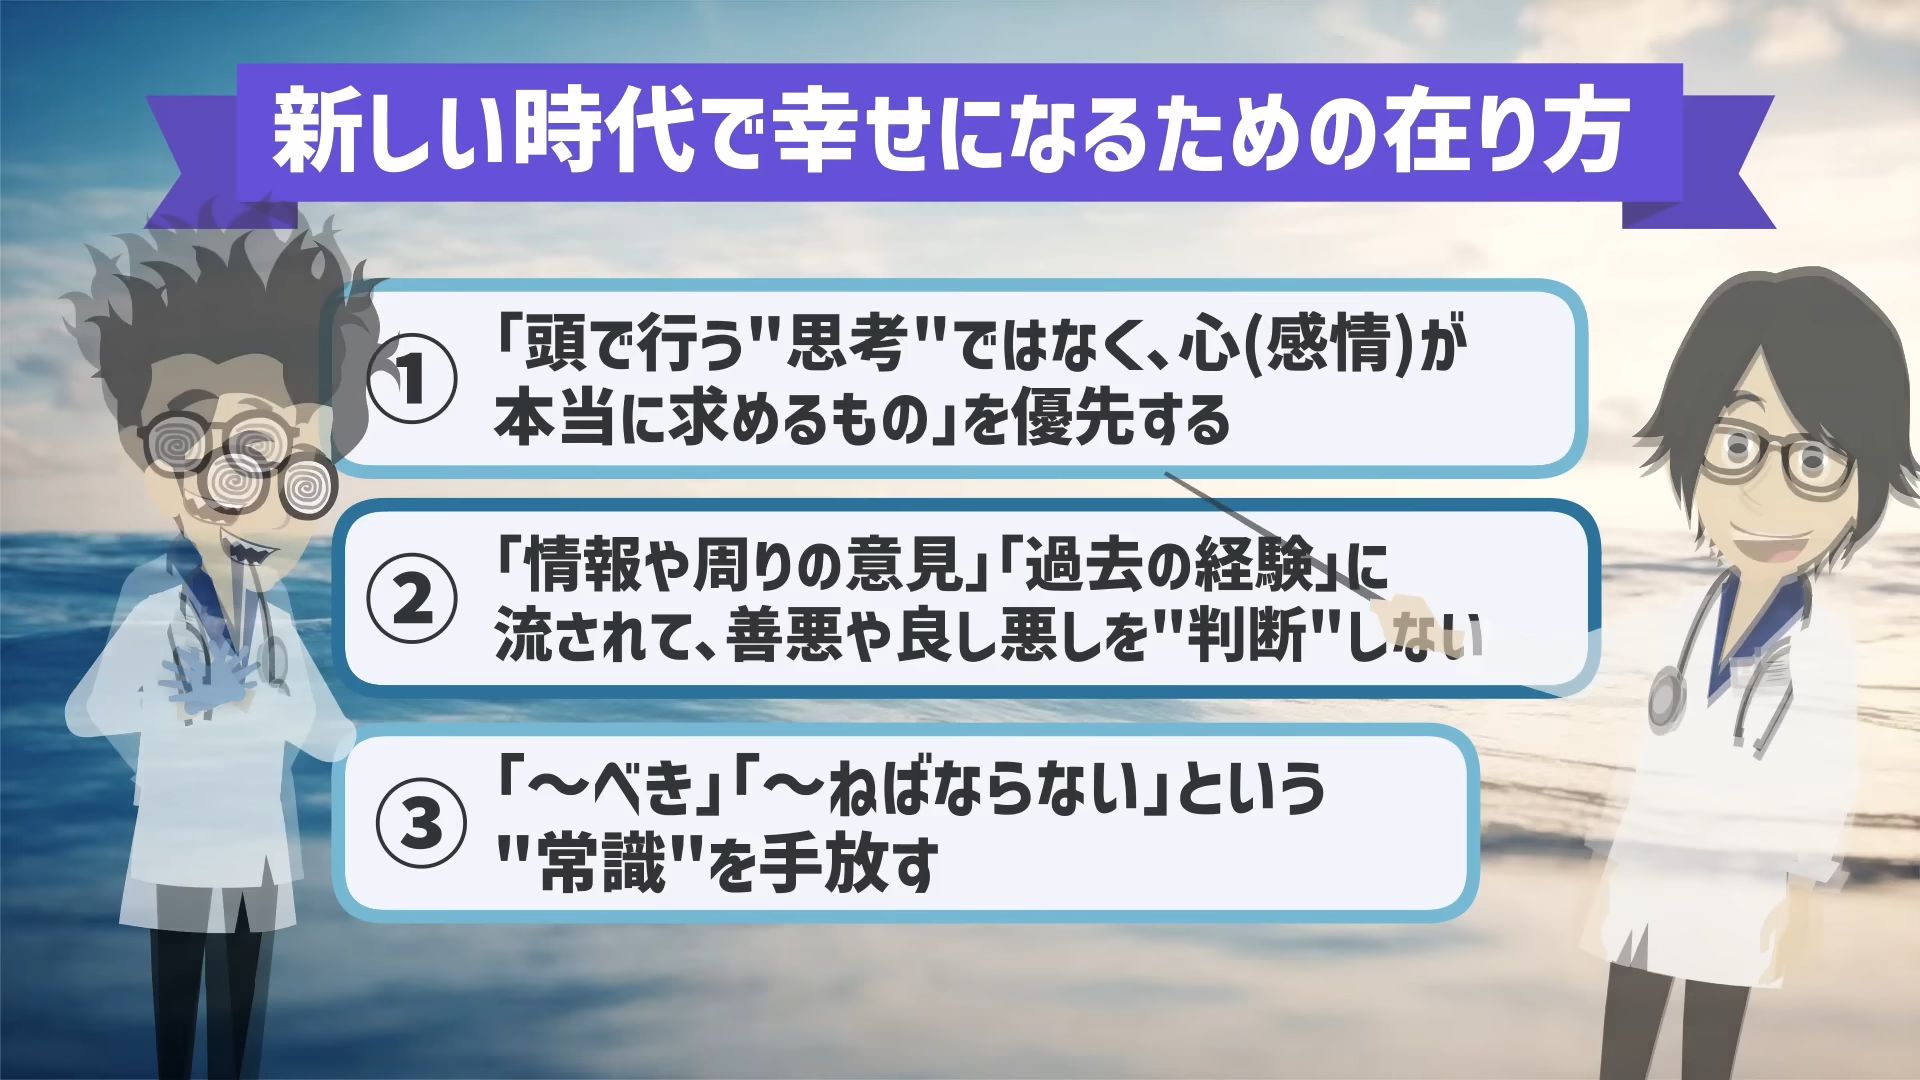 新しい時代で幸せになるための在り方
① 「頭で行う"思考"ではなく、心(感情)が
本当に求めるもの」を優先する
② 「情報や周りの意見」「過去の経験」に
流されて、善悪や良し悪しを"判断"しない
③ 「～べき」「～ねばならない」という
"常識"を手放す